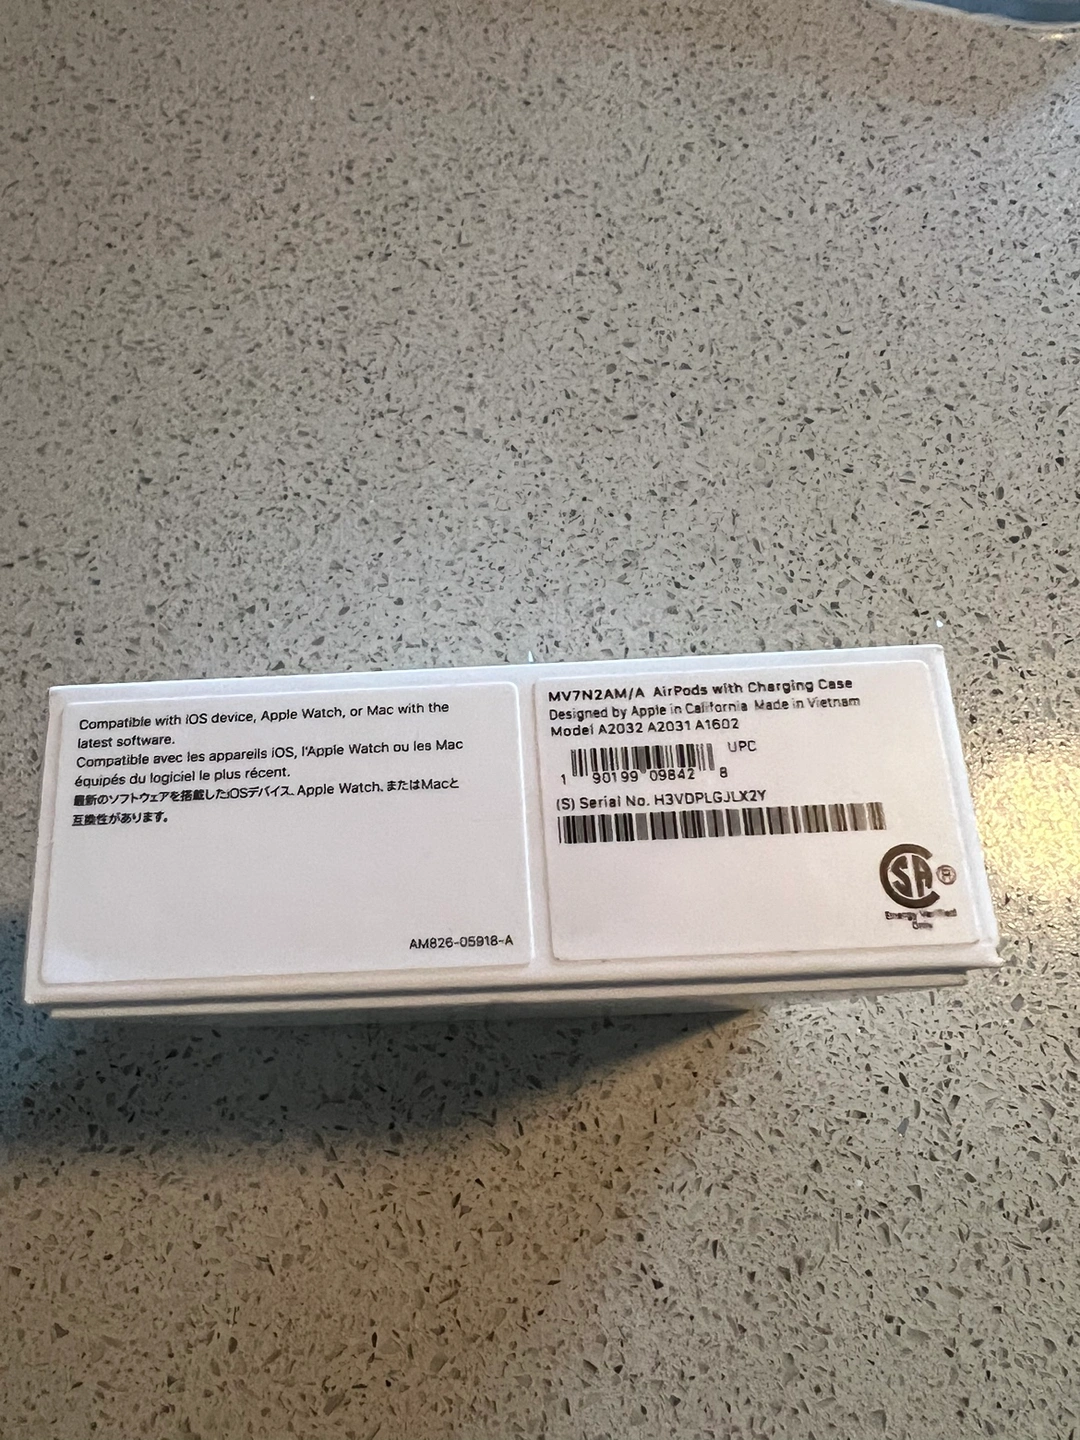 Compatible with iOS device, Apple Watch, or Mac with the
latest software.
Compatible avec les appareils iOS, l'Apple Watch ou les Mac
équipés du logiciel le plus récent.
最新のソフトウェアを搭載したiOSデバイス、Apple Watch、またはMacと
互換性があります。
AM826-05918-A
MV7N2AM/A AirPods with Charging Case
Designed by Apple in California Made in Vietnam
Model A2032 A2031 A1602
UPC
1 90199 09842 8
(S) Serial No. H3VDPLGJLX2Y
CSA ®
Energy Verified
Only